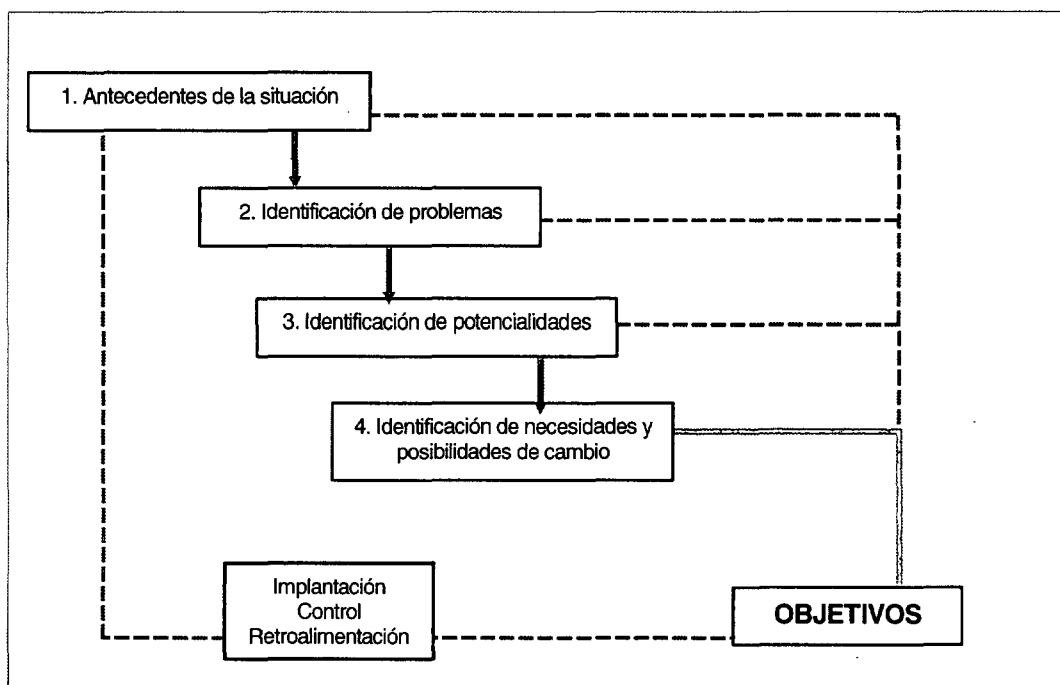 1. Antecedentes de la situación
2. Identificación de problemas
3. Identificación de potencialidades
4. Identificación de necesidades y
posibilidades de cambio
Implantación
Control
Retroalimentación
OBJETIVOS